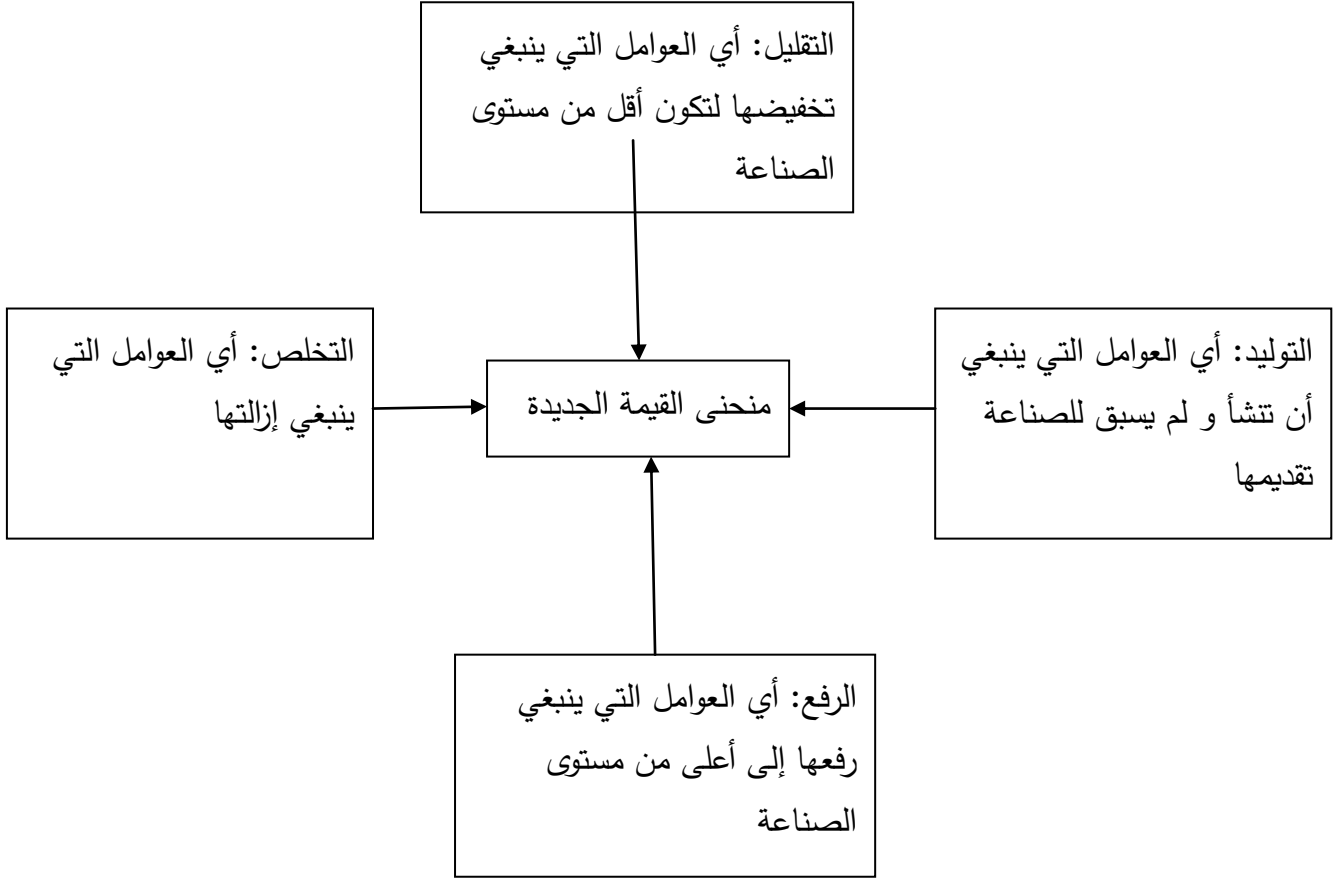 التقليل: أي العوامل التي ينبغي
تخفيضها لتكون أقل من مستوى
الصناعة
التوليد: أي العوامل التي ينبغي
أن تنشأ و لم يسبق للصناعة
تقديمها
منحنى القيمة الجديدة
التخلص: أي العوامل التي
ينبغي إزالتها
الرفع: أي العوامل التي ينبغي
رفعها إلى أعلى من مستوى
الصناعة